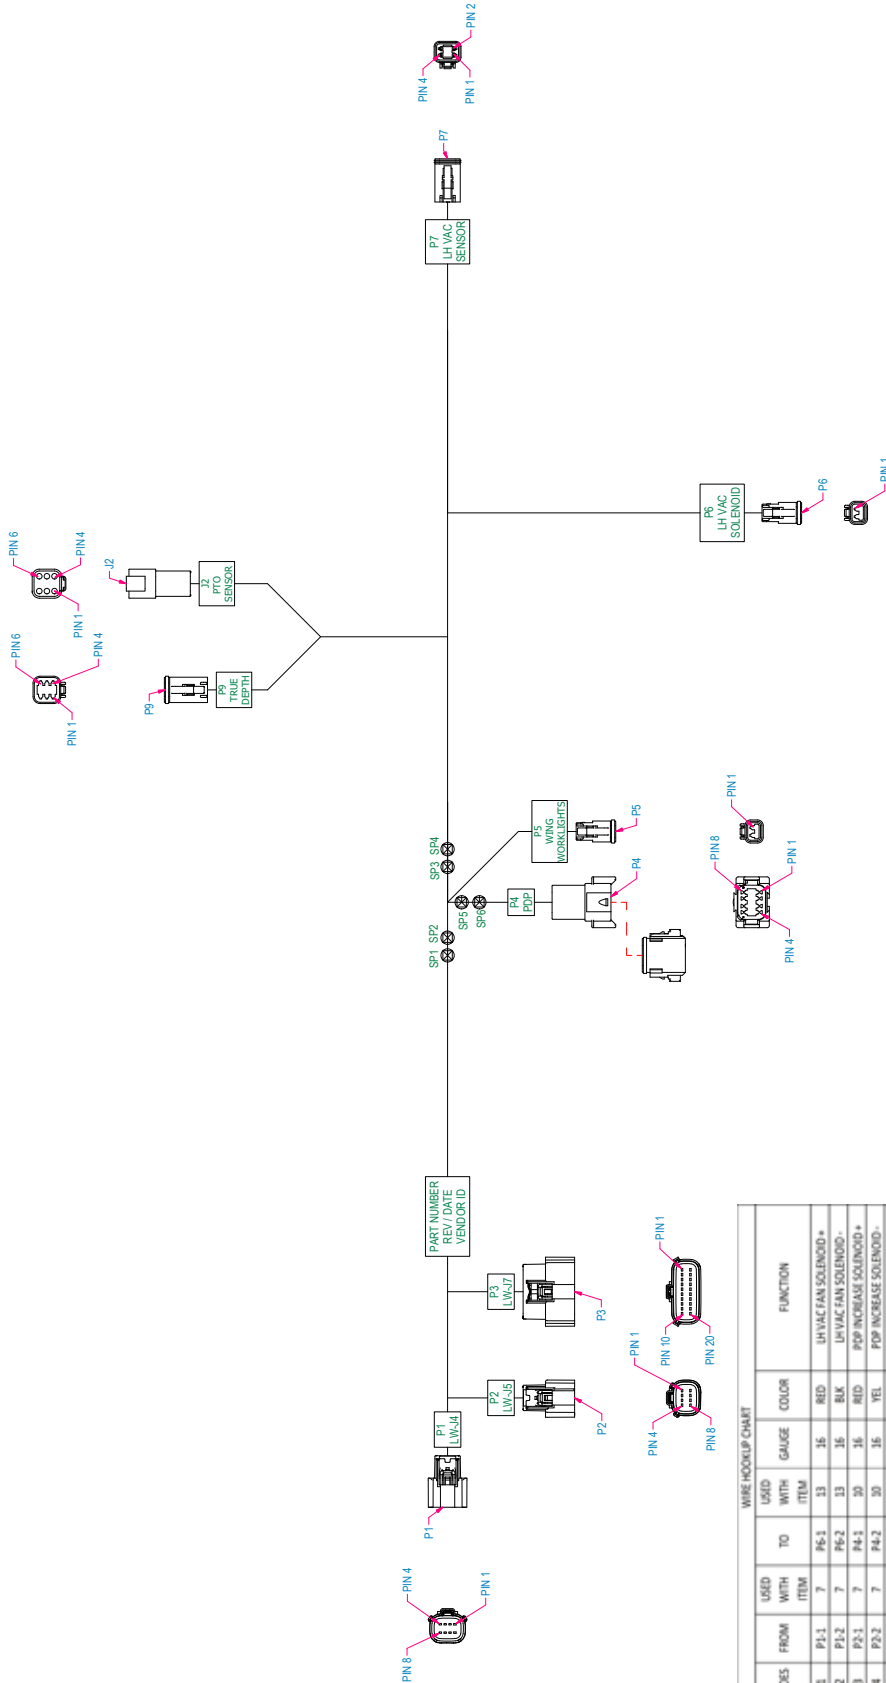 PIN 8
PIN 4
PIN 1
P1
P1
LW-J4
P2
LW-J5
P2
PIN 4
PIN 1
PIN 8
P3
LW-J7
P3
PIN 10
PIN 1
PIN 20
PART NUMBER
REV / DATE
VENDOR ID
SP1 SP2
SP3 SP4
SP5
SP6
P4
PDP
P4
PIN 8
PIN 1
PIN 4
P5
WING
WORKLIGHTS
P5
PIN 1
PIN 6
PIN 4
PIN 1
P9
P9
TRUE
DEPTH
PIN 6
PIN 4
PIN 1
J2
J2
PTO
SENSOR
P6
LH VAC
SOLENOID
P6
PIN 1
P7
LH VAC
SENSOR
P7
PIN 4
PIN 2
PIN 1
WIRE HOOKUP CHART
FROM USED WITH ITEM TO USED WITH ITEM GAUGE COLOR FUNCTION
P1-1 7 P6-1 13 16 RED LH VAC FAN SOLENOID+
P1-2 7 P6-2 13 16 BLK LH VAC FAN SOLENOID-
P2-1 7 P4-1 10 16 RED PDP INCREASE SOLENOID+
P2-2 7 P4-2 10 16 YEL PDP INCREASE SOLENOID-